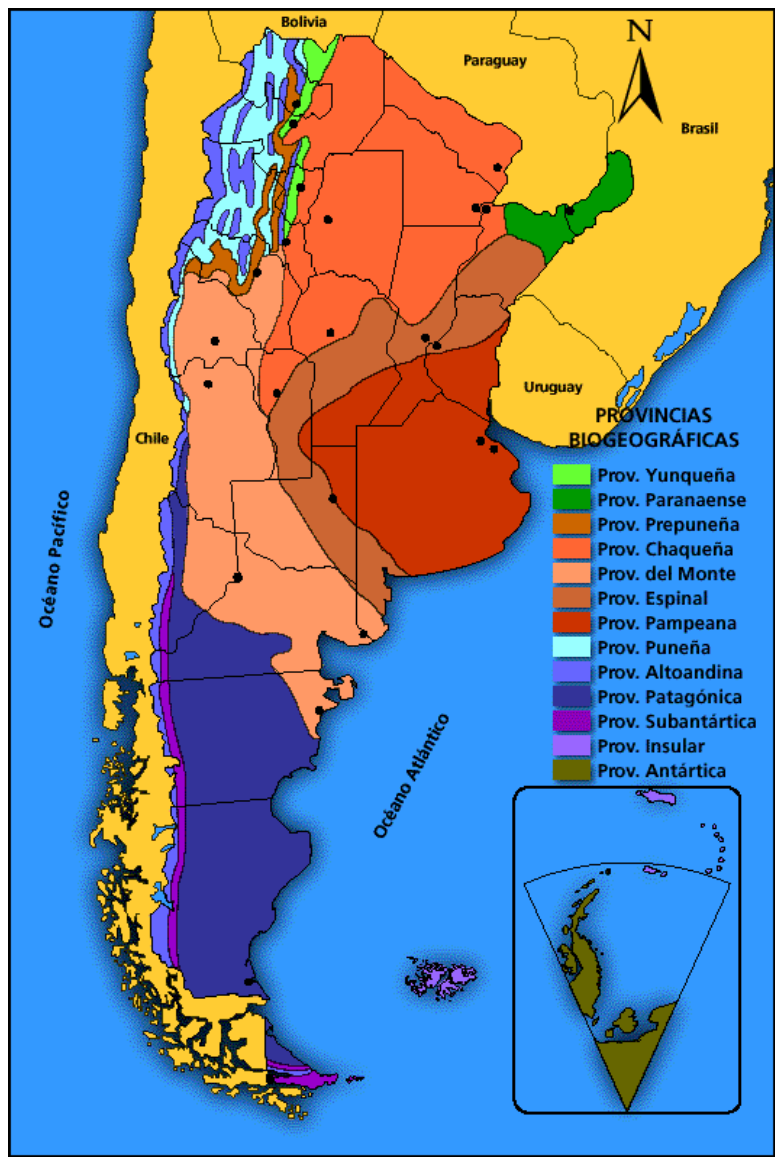 Bolivia
N
Paraguay
Brasil
Uruguay
Chile
Océano Pacífico
Océano Atlántico
PROVINCIAS
BIOGEOGRÁFICAS
Prov. Yunqueña
Prov. Paranaense
Prov. Prepuneña
Prov. Chaqueña
Prov. del Monte
Prov. Espinal
Prov. Pampeana
Prov. Puneña
Prov. Altoandina
Prov. Patagónica
Prov. Subantártica
Prov. Insular
Prov. Antártica